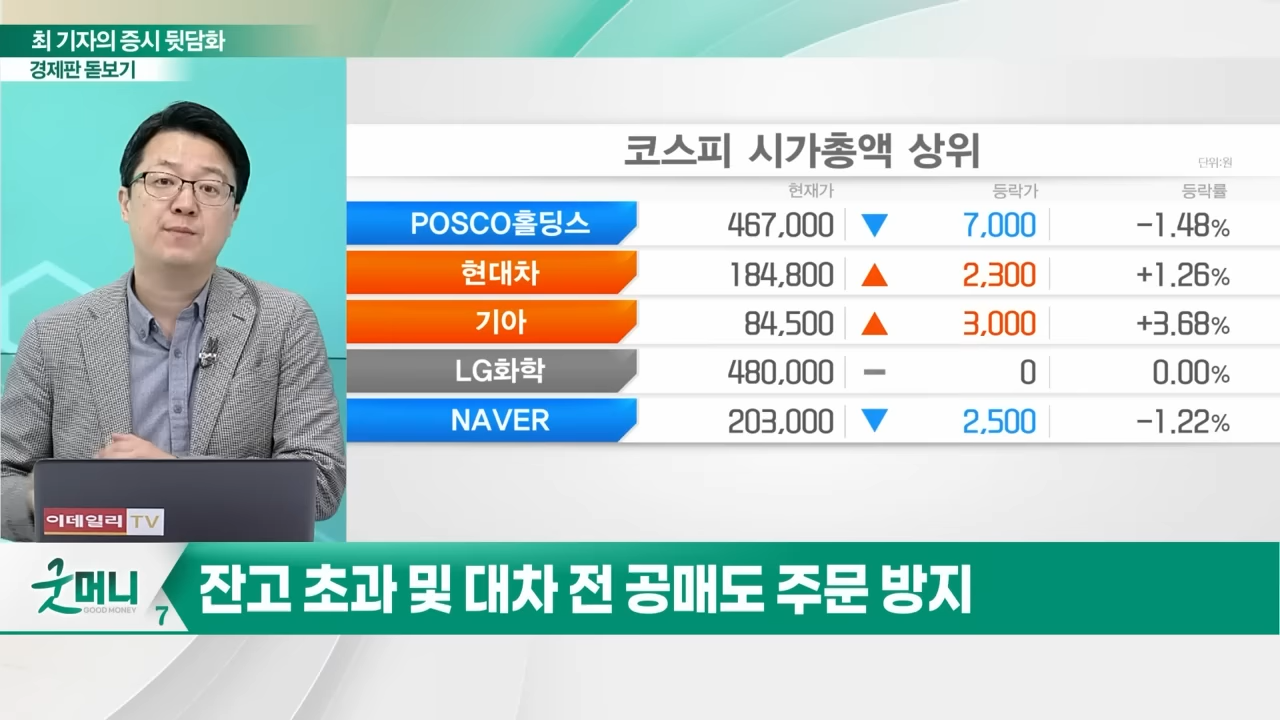 최 기자의 증시 뒷담화
경제판 돋보기
코스피 시가총액 상위
단위:원
현재가 등락가 등락률
POSCO홀딩스 467,000 ▼ 7,000 -1.48%
현대차 184,800 ▲ 2,300 +1.26%
기아 84,500 ▲ 3,000 +3.68%
LG화학 480,000 － 0 0.00%
NAVER 203,000 ▼ 2,500 -1.22%
이데일리TV
굿머니
GOOD MONEY
7
잔고 초과 및 대차 전 공매도 주문 방지